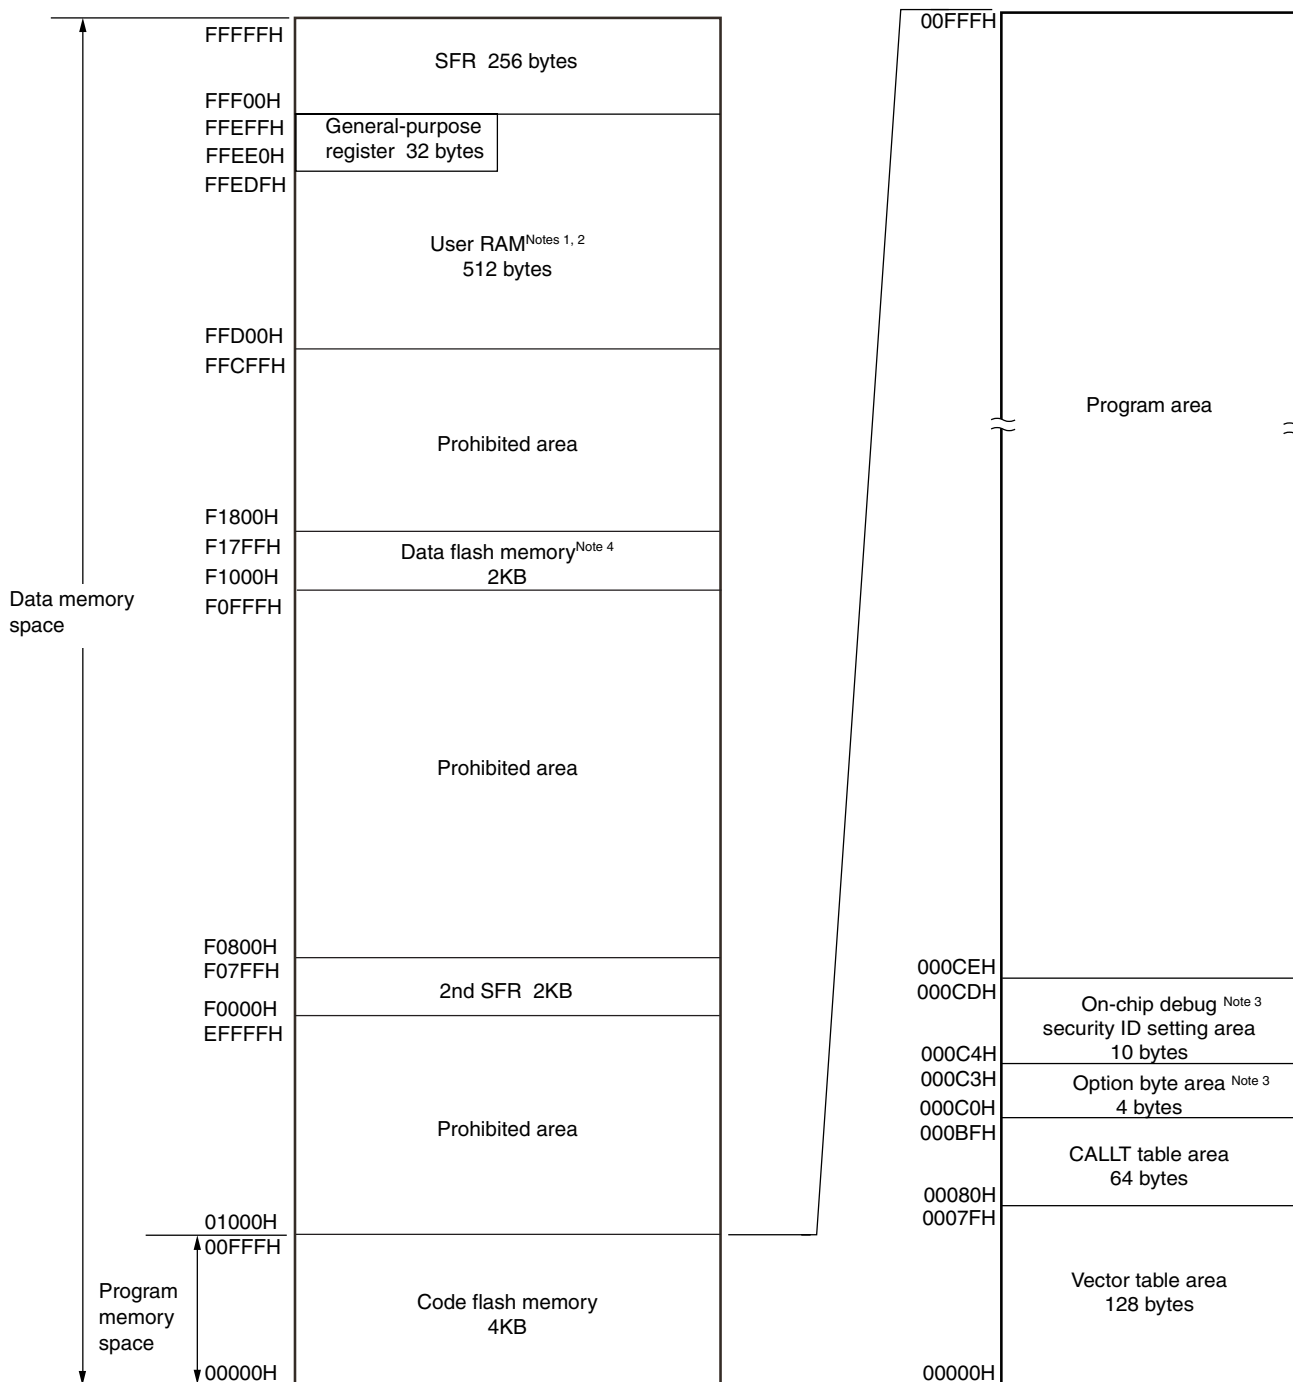 FFFFFH
SFR 256 bytes
FFF00H
FFEFFH
General-purpose
register 32 bytes
FFEE0H
FFEDFH
User RAMNotes 1, 2
512 bytes
FFD00H
FFCFFH
Prohibited area
F1800H
F17FFH
Data flash memoryNote 4
2KB
F1000H
F0FFFH
Data memory
space
Prohibited area
F0800H
F07FFH
2nd SFR 2KB
F0000H
EFFFFH
Prohibited area
01000H
00FFFH
Program
memory
space
Code flash memory
4KB
00000H
00FFFH
Program area
000CEH
000CDH
On-chip debug Note 3
security ID setting area
10 bytes
000C4H
000C3H
Option byte area Note 3
4 bytes
000C0H
000BFH
CALLT table area
64 bytes
00080H
0007FH
Vector table area
128 bytes
00000H